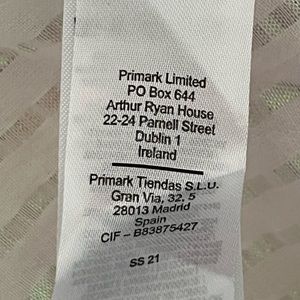 Primark Limited
PO Box 644
Arthur Ryan House
22-24 Parnell Street
Dublin 1
Ireland
Primark Tiendas S.L.U.
Gran Via, 32, 5
28013 Madrid
Spain
CIF – B83875427
SS 21